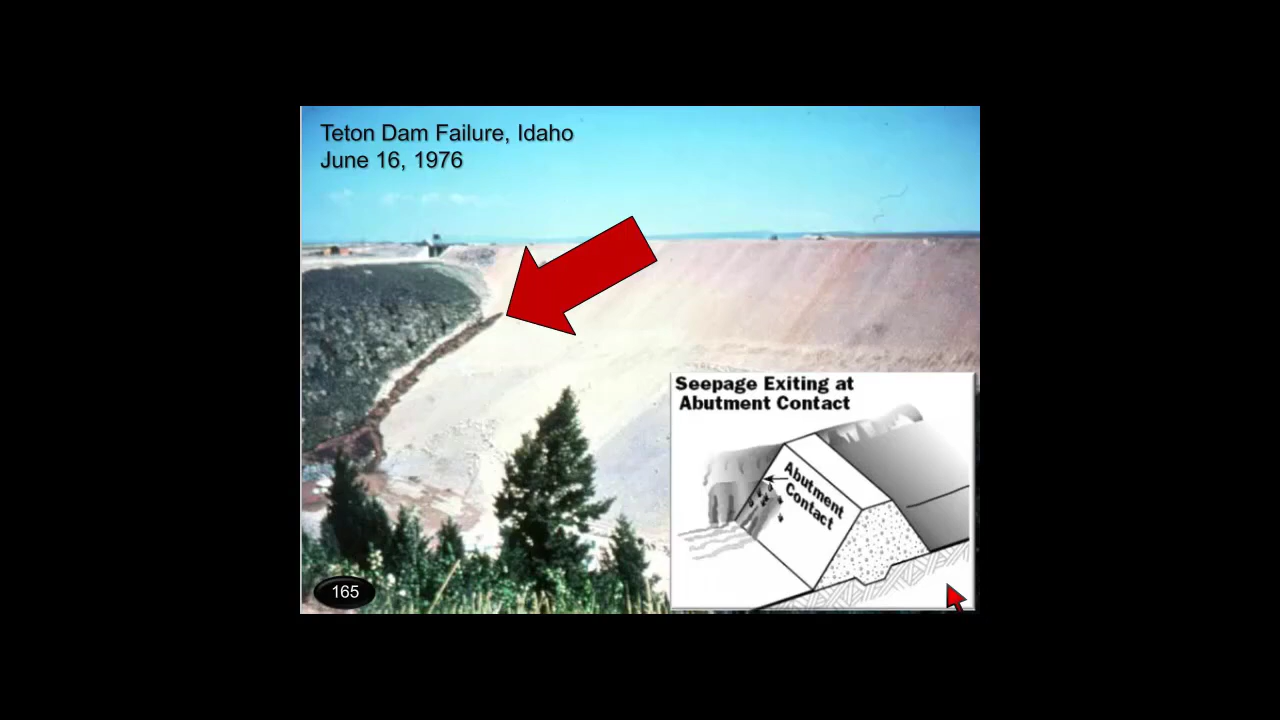 Teton Dam Failure, Idaho
June 16, 1976
Seepage Exiting at
Abutment Contact
Abutment
Contact
165